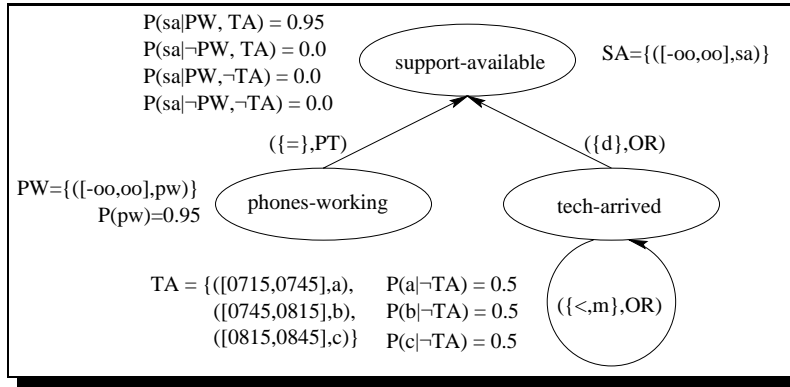 P(sa|PW, TA) = 0.95
P(sa|¬PW, TA) = 0.0
P(sa|PW,¬TA) = 0.0
P(sa|¬PW,¬TA) = 0.0
support-available
SA={([-oo,oo],sa)}
({=},PT)
({d},OR)
PW={([-oo,oo],pw)}
P(pw)=0.95
phones-working
tech-arrived
TA = {([0715,0745],a),
([0745,0815],b),
([0815,0845],c)}
P(a|¬TA) = 0.5
P(b|¬TA) = 0.5
P(c|¬TA) = 0.5
({<,m},OR)